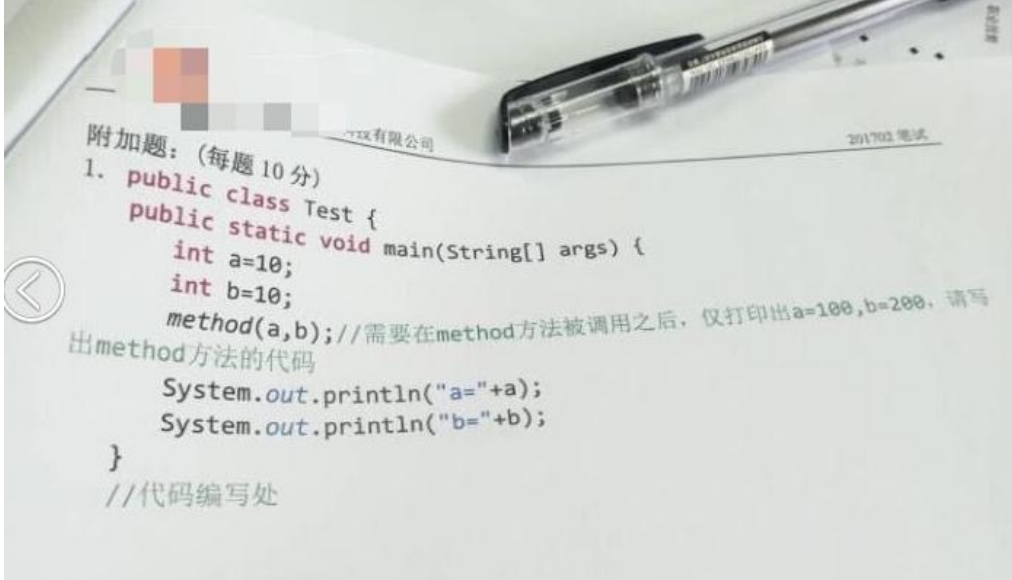 技有限公司
201702 笔试
附加题：（每题 10 分）
1. public class Test {
public static void main(String[] args) {
int a=10;
int b=10;
method(a,b);//需要在method方法被调用之后，仅打印出a=100,b=200，请写
出method方法的代码
System.out.println("a="+a);
System.out.println("b="+b);
}
//代码编写处